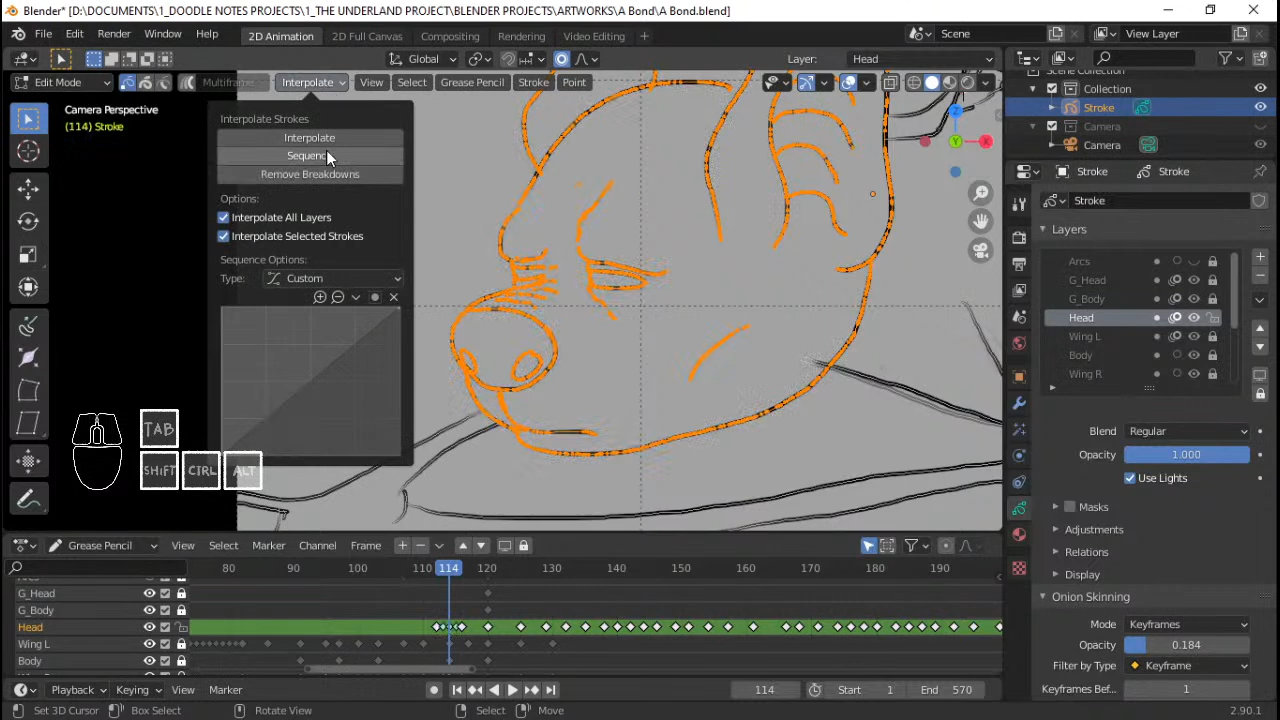 Blender* [D:\DOCUMENTS\1_DOODLE NOTES PROJECTS\1_THE UNDERLAND PROJECT\BLENDER PROJECTS\ARTWORKS\A Bond\A Bond.blend]
File Edit Render Window Help 2D Animation 2D Full Canvas Compositing Rendering Video Editing + Scene View Layer
Global Layer: Head
Edit Mode Multiframe Interpolate View Select Grease Pencil Stroke Point
Scene Collection
Collection
Stroke
Camera
Camera
Camera Perspective
(114) Stroke
Interpolate Strokes
Interpolate
Sequence
Remove Breakdowns
Options:
Interpolate All Layers
Interpolate Selected Strokes
Sequence Options:
Type: Custom
Z
X
Y
TAB
SHIFT CTRL ALT
Stroke Stroke
Stroke
Layers
Arcs
G_Head
G_Body
Head
Wing L
Body
Wing R
Blend Regular
Opacity 1.000
Use Lights
Masks
Adjustments
Relations
Display
Onion Skinning
Mode Keyframes
Opacity 0.184
Filter by Type Keyframe
Keyframes Bef... 1
Grease Pencil View Select Marker Channel Frame
80 90 100 110 114 120 130 140 150 160 170 180 190
Arcs
G_Head
G_Body
Head
Wing L
Body
Playback Keying View Marker 114 Start 1 End 570
Set 3D Cursor Box Select Rotate View Select Move 2.90.1